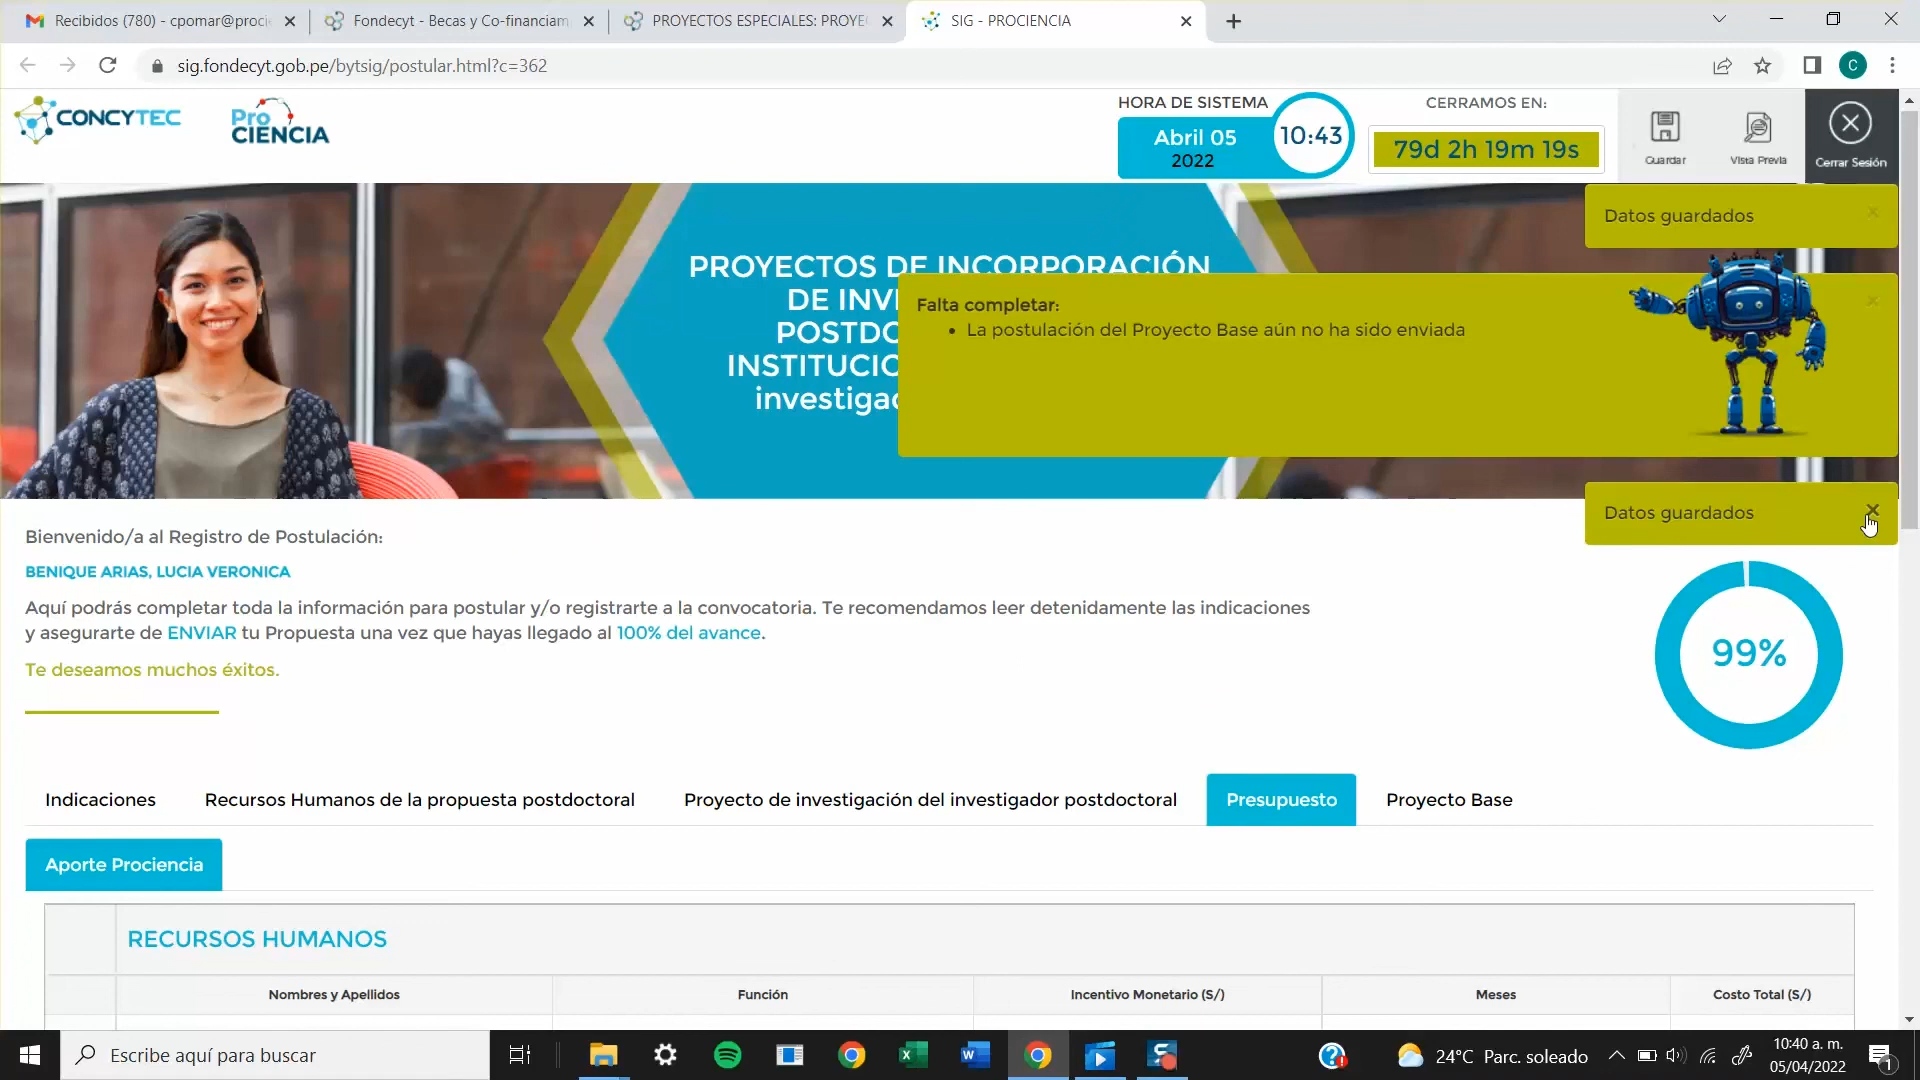 Recibidos (780) - cpomar@procie
Fondecyt - Becas y Co-financiam
PROYECTOS ESPECIALES: PROYE
SIG - PROCIENCIA
sig.fondecyt.gob.pe/bytsig/postular.html?c=362
C
CONCYTEC
Pro
CIENCIA
HORA DE SISTEMA
Abril 05
2022
10:43
CERRAMOS EN:
79d 2h 19m 19s
Guardar
Vista Previa
Cerrar Sesión
Datos guardados
PROYECTOS DE INCORPORACIÓN
DE INV
POSTDO
INSTITUCIO
investigad
Falta completar:
• La postulación del Proyecto Base aún no ha sido enviada
Datos guardados
Bienvenido/a al Registro de Postulación:
BENIQUE ARIAS, LUCIA VERONICA
Aquí podrás completar toda la información para postular y/o registrarte a la convocatoria. Te recomendamos leer detenidamente las indicaciones
y asegurarte de ENVIAR tu Propuesta una vez que hayas llegado al 100% del avance.
Te deseamos muchos éxitos.
99%
Indicaciones
Recursos Humanos de la propuesta postdoctoral
Proyecto de investigación del investigador postdoctoral
Presupuesto
Proyecto Base
Aporte Prociencia
RECURSOS HUMANOS
Nombres y Apellidos
Función
Incentivo Monetario (S/)
Meses
Costo Total (S/)
Escribe aquí para buscar
24°C Parc. soleado
10:40 a. m.
05/04/2022
1